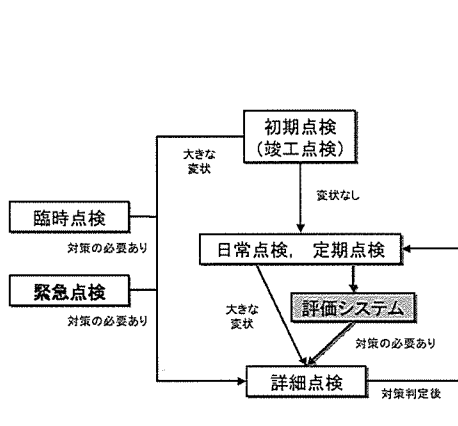 初期点検
(竣工点検)
大きな
変状
変状なし
臨時点検
対策の必要あり
日常点検, 定期点検
緊急点検
対策の必要あり
大きな
変状
評価システム
対策の必要あり
詳細点検
対策判定後